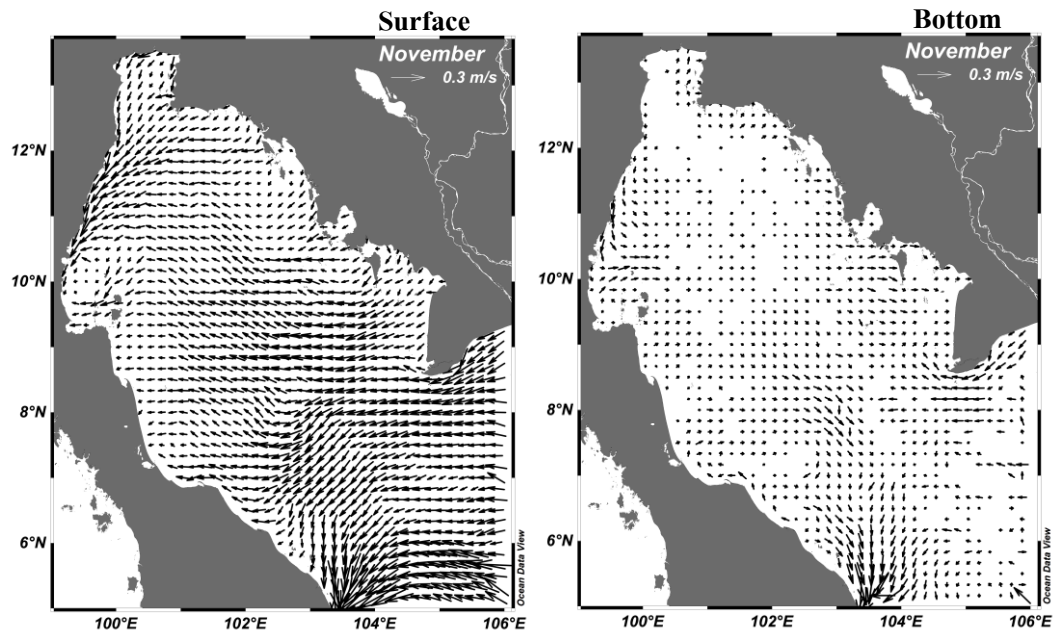 Surface
November
0.3 m/s
12°N
10°N
8°N
6°N
100°E
102°E
104°E
106°E
Ocean Data View
Bottom
November
0.3 m/s
12°N
10°N
8°N
6°N
100°E
102°E
104°E
106°E
Ocean Data View